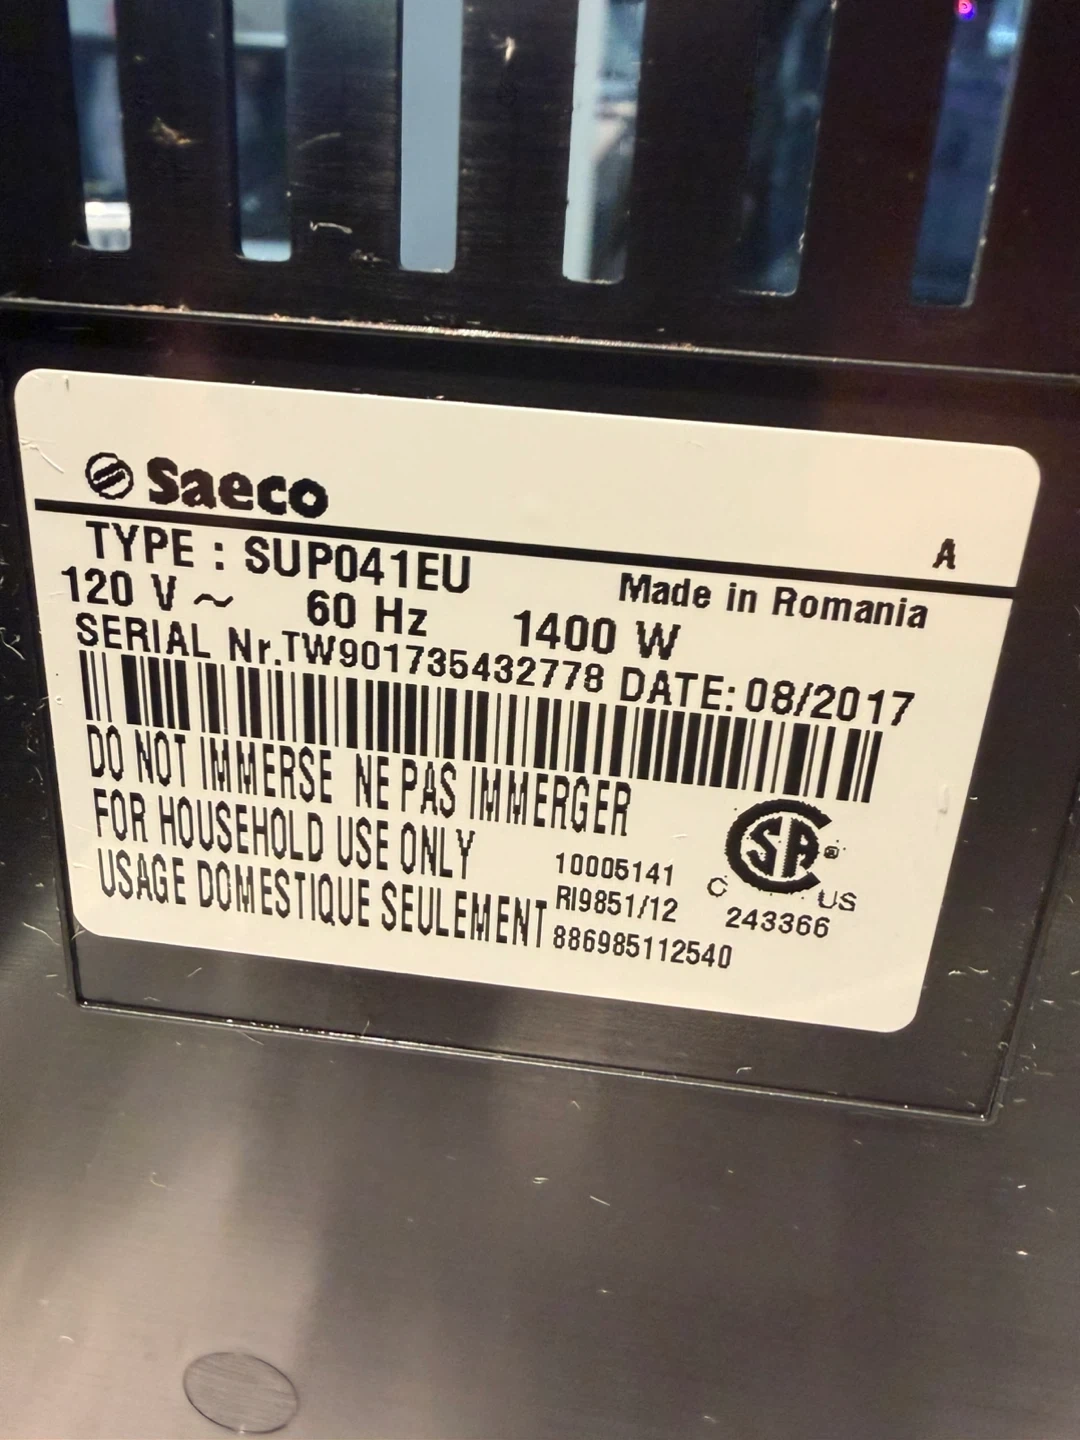 Saeco
A
TYPE : SUP041EU
Made in Romania
120 V ~ 60 Hz 1400 W
SERIAL Nr.TW901735432778 DATE: 08/2017
DO NOT IMMERSE NE PAS IMMERGER
FOR HOUSEHOLD USE ONLY
USAGE DOMESTIQUE SEULEMENT
10005141
RI9851/12
886985112540
SA ®
C US
243366